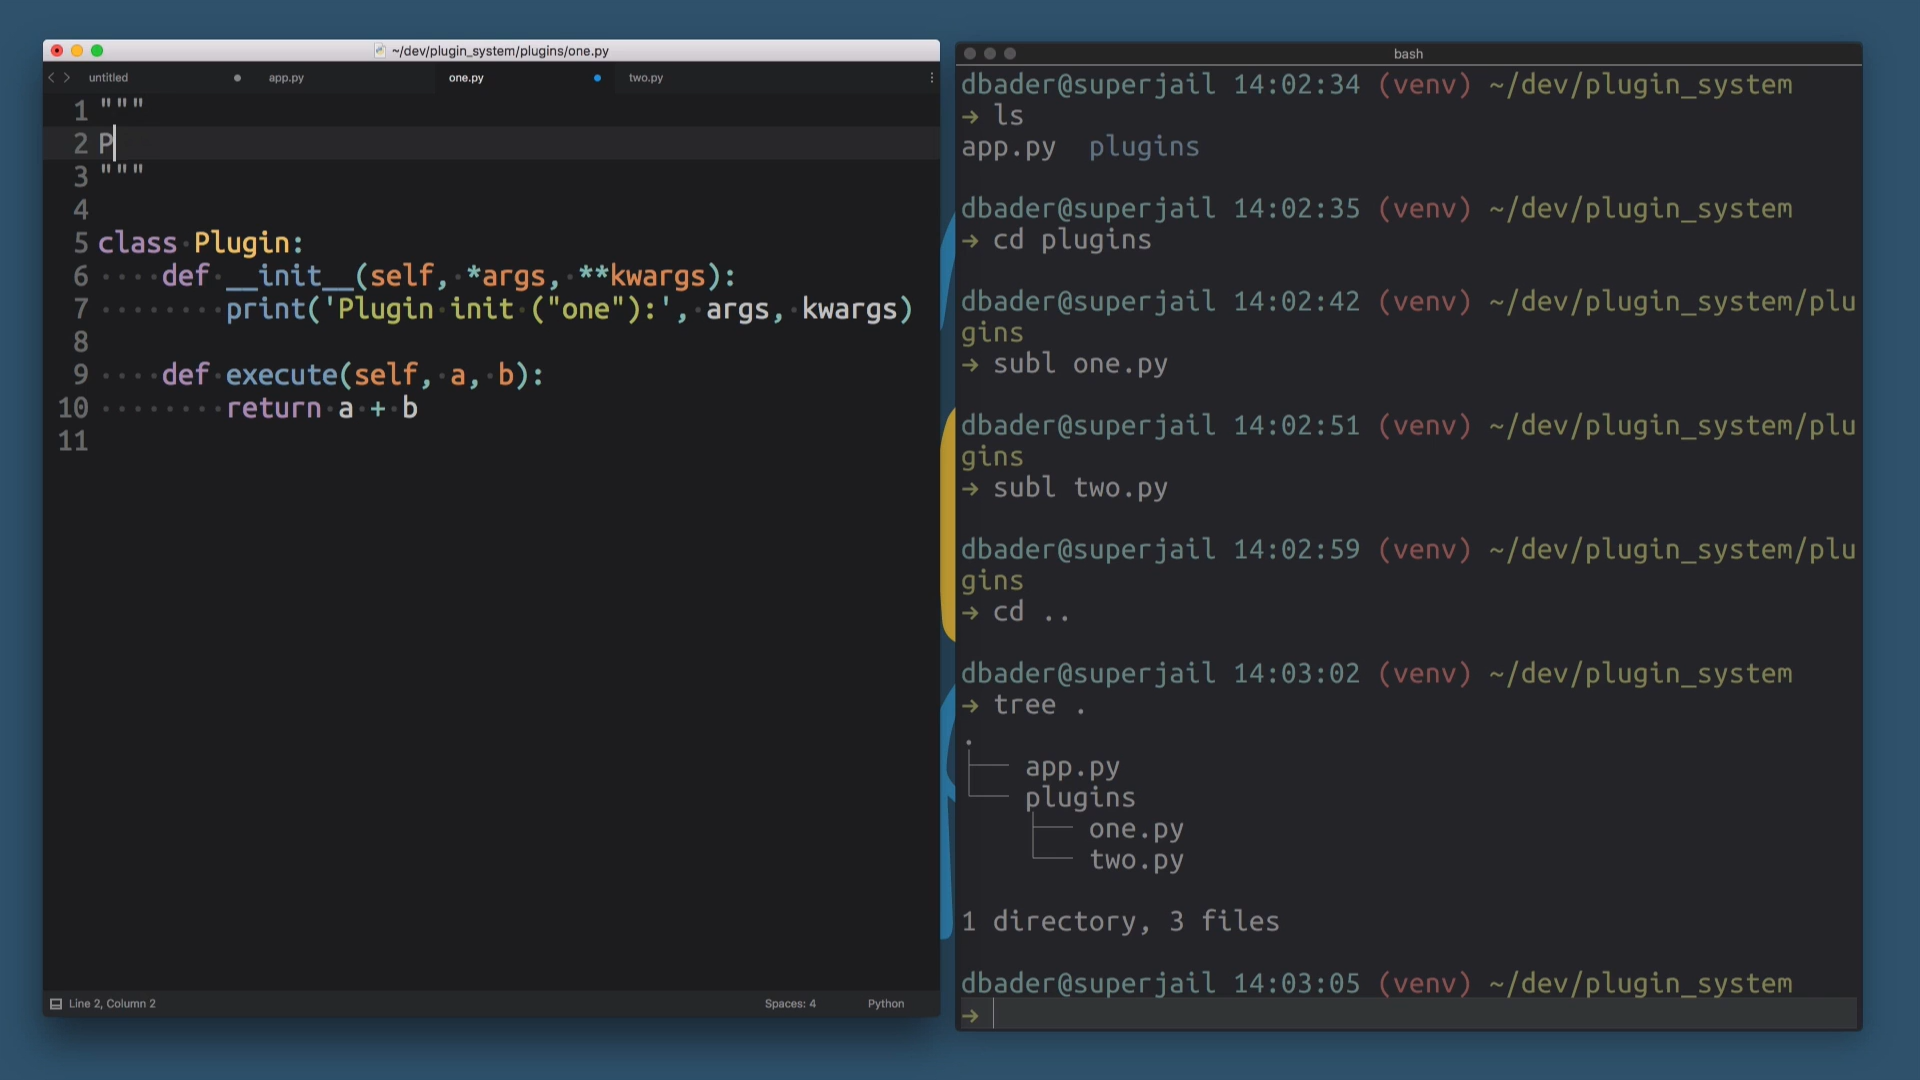 ~/dev/plugin_system/plugins/one.py
untitled
app.py
one.py
two.py
1 """
2 P
3 """
4
5 class Plugin:
6 def __init__(self, *args, **kwargs):
7 print('Plugin init ("one"):', args, kwargs)
8
9 def execute(self, a, b):
10 return a + b
11
Line 2, Column 2
Spaces: 4
Python
bash
dbader@superjail 14:02:34 (venv) ~/dev/plugin_system
→ ls
app.py plugins
dbader@superjail 14:02:35 (venv) ~/dev/plugin_system
→ cd plugins
dbader@superjail 14:02:42 (venv) ~/dev/plugin_system/plu
gins
→ subl one.py
dbader@superjail 14:02:51 (venv) ~/dev/plugin_system/plu
gins
→ subl two.py
dbader@superjail 14:02:59 (venv) ~/dev/plugin_system/plu
gins
→ cd ..
dbader@superjail 14:03:02 (venv) ~/dev/plugin_system
→ tree .
.
├── app.py
└── plugins
    ├── one.py
    └── two.py
1 directory, 3 files
dbader@superjail 14:03:05 (venv) ~/dev/plugin_system
→